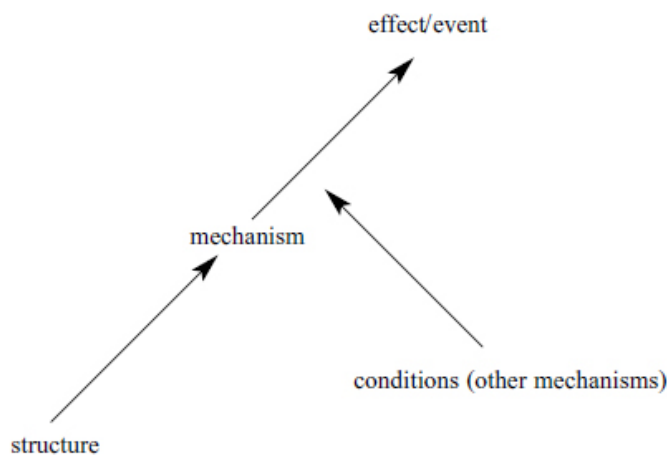 effect/event
mechanism
conditions (other mechanisms)
structure